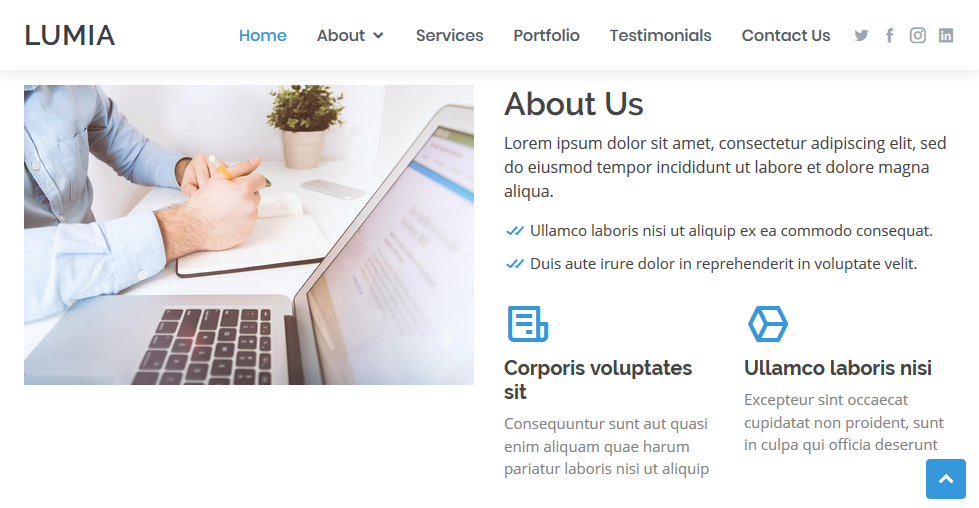 LUMIA
Home About Services Portfolio Testimonials Contact Us
About Us
Lorem ipsum dolor sit amet, consectetur adipiscing elit, sed
do eiusmod tempor incididunt ut labore et dolore magna
aliqua.
Ullamco laboris nisi ut aliquip ex ea commodo consequat.
Duis aute irure dolor in reprehenderit in voluptate velit.
Corporis voluptates
sit
Consequuntur sunt aut quasi
enim aliquam quae harum
pariatur laboris nisi ut aliquip
Ullamco laboris nisi
Excepteur sint occaecat
cupidatat non proident, sunt
in culpa qui officia deserunt